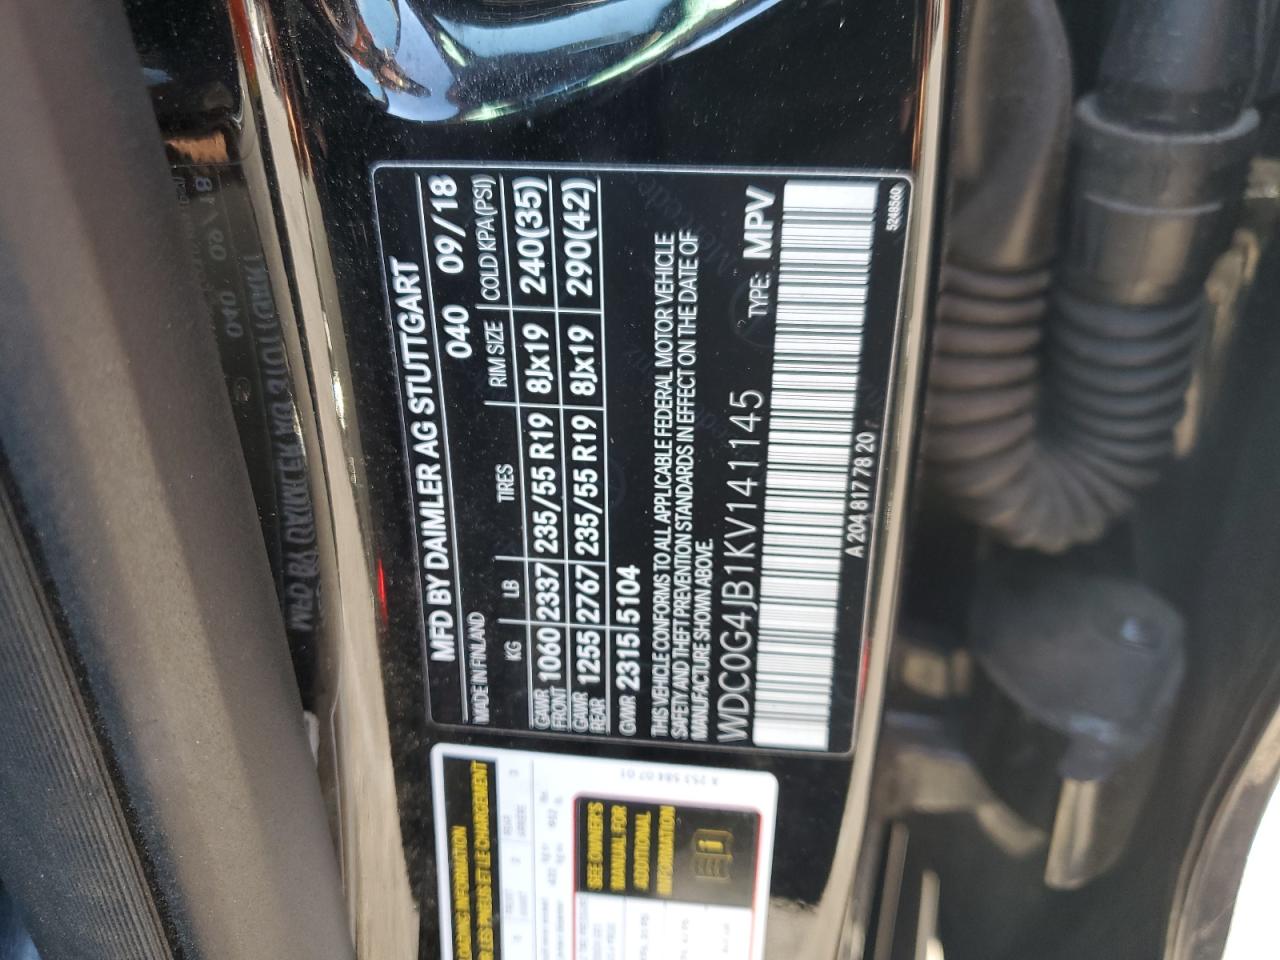 MFD BY DAIMLER AG STUTTGART
MADE IN FINLAND 040 09/18
KG LB TIRES RIM SIZE COLD KPA(PSI)
GAWR FRONT 1060 2337 235/55 R19 8Jx19 240(35)
GAWR REAR 1255 2767 235/55 R19 8Jx19 290(42)
GWR 2315 5104
THIS VEHICLE CONFORMS TO ALL APPLICABLE FEDERAL MOTOR VEHICLE
SAFETY AND THEFT PREVENTION STANDARDS IN EFFECT ON THE DATE OF
MANUFACTURE SHOWN ABOVE.
WDC0G4JB1KV141145 TYPE: MPV
A 204 817 78 20
5248560
SEE OWNER'S
MANUAL FOR
ADDITIONAL
INFORMATION